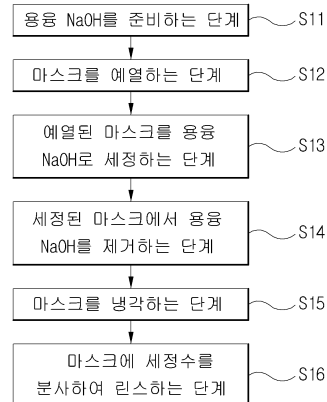 용융 NaOH를 준비하는 단계 S11
마스크를 예열하는 단계 S12
예열된 마스크를 용융
NaOH로 세정하는 단계 S13
세정된 마스크에서 용융
NaOH를 제거하는 단계 S14
마스크를 냉각하는 단계 S15
마스크에 세정수를
분사하여 린스하는 단계 S16